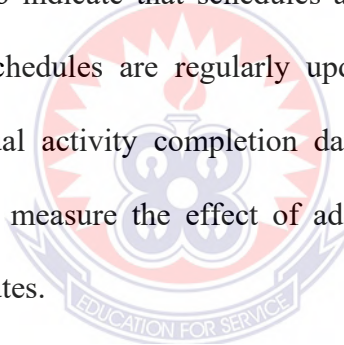 indicate that schedules
chedules are regularly upd
al activity completion da
measure the effect of ad
tes.
EDUCATION FOR SERVICE